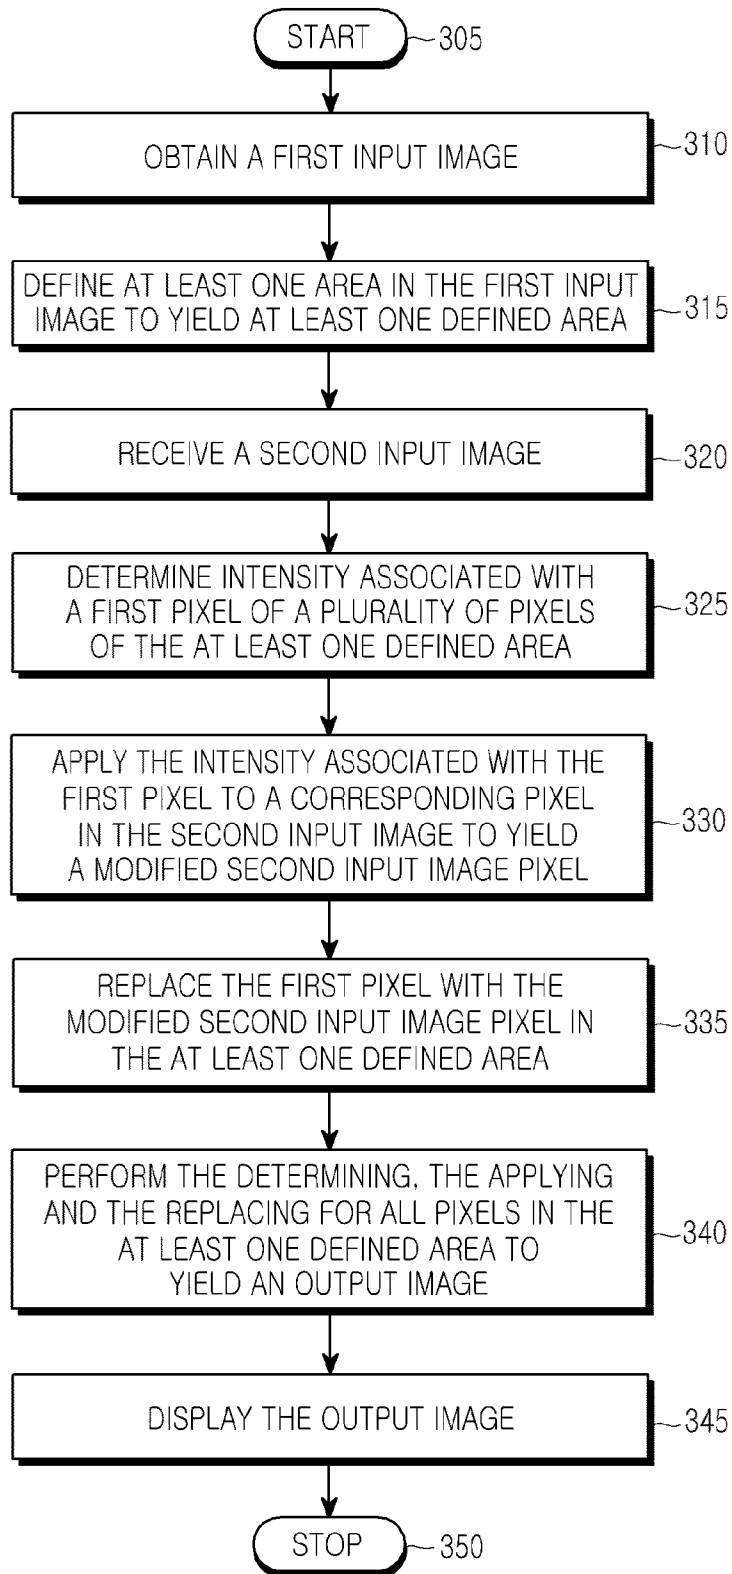 START
305
OBTAIN A FIRST INPUT IMAGE
310
DEFINE AT LEAST ONE AREA IN THE FIRST INPUT
IMAGE TO YIELD AT LEAST ONE DEFINED AREA
315
RECEIVE A SECOND INPUT IMAGE
320
DETERMINE INTENSITY ASSOCIATED WITH
A FIRST PIXEL OF A PLURALITY OF PIXELS
OF THE AT LEAST ONE DEFINED AREA
325
APPLY THE INTENSITY ASSOCIATED WITH THE
FIRST PIXEL TO A CORRESPONDING PIXEL
IN THE SECOND INPUT IMAGE TO YIELD
A MODIFIED SECOND INPUT IMAGE PIXEL
330
REPLACE THE FIRST PIXEL WITH THE
MODIFIED SECOND INPUT IMAGE PIXEL IN
THE AT LEAST ONE DEFINED AREA
335
PERFORM THE DETERMINING, THE APPLYING
AND THE REPLACING FOR ALL PIXELS IN THE
AT LEAST ONE DEFINED AREA TO
YIELD AN OUTPUT IMAGE
340
DISPLAY THE OUTPUT IMAGE
345
STOP
350